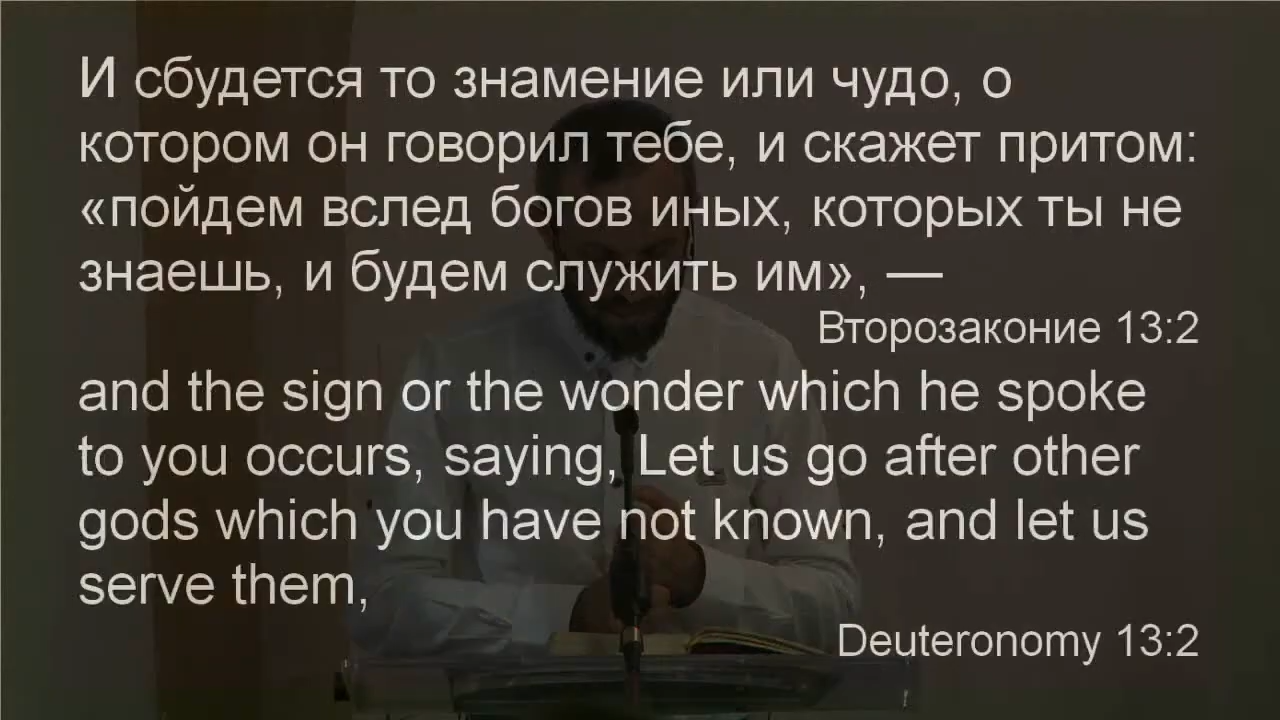 И сбудется то знамение или чудо, о
котором он говорил тебе, и скажет притом:
«пойдем вслед богов иных, которых ты не
знаешь, и будем служить им», —
Второзаконие 13:2
and the sign or the wonder which he spoke
to you occurs, saying, Let us go after other
gods which you have not known, and let us
serve them,
Deuteronomy 13:2